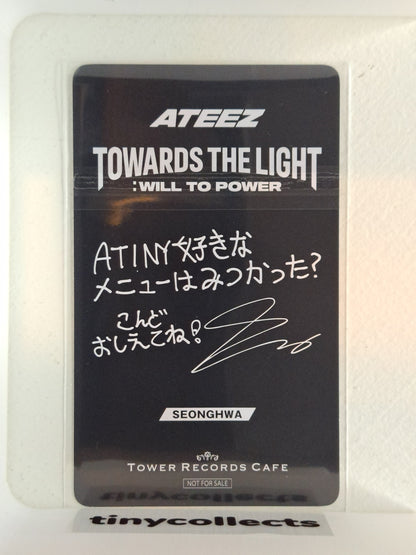 ATEEZ
TOWARDS THE LIGHT
: WILL TO POWER
ATINY好きな
メニューはみつかった?
こんど
おしえてね!
SEONGHWA
TOWER RECORDS CAFE
NOT FOR SALE
tinycollects